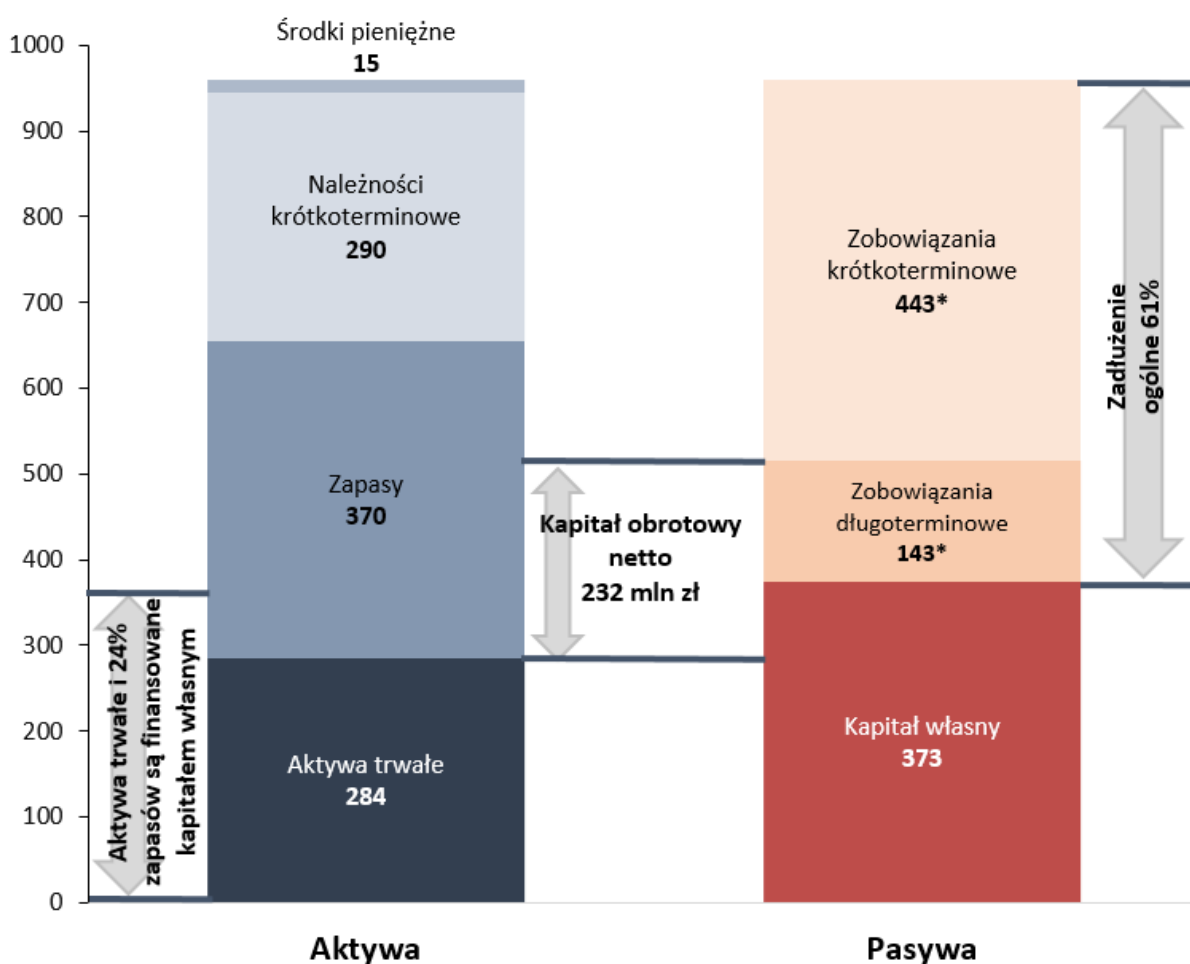 Środki pieniężne
15
1000
900
800
700
600
500
400
300
200
100
0
Należności
krótkoterminowe
290
Zapasy
370
Aktywa trwałe
284
Aktywa trwałe i 24%
zapasów są finansowane
kapitałem własnym
Kapitał obrotowy
netto
232 mln zł
Zobowiązania
krótkoterminowe
443*
Zobowiązania
długoterminowe
143*
Kapitał własny
373
Zadłużenie
ogólne 61%
Aktywa
Pasywa